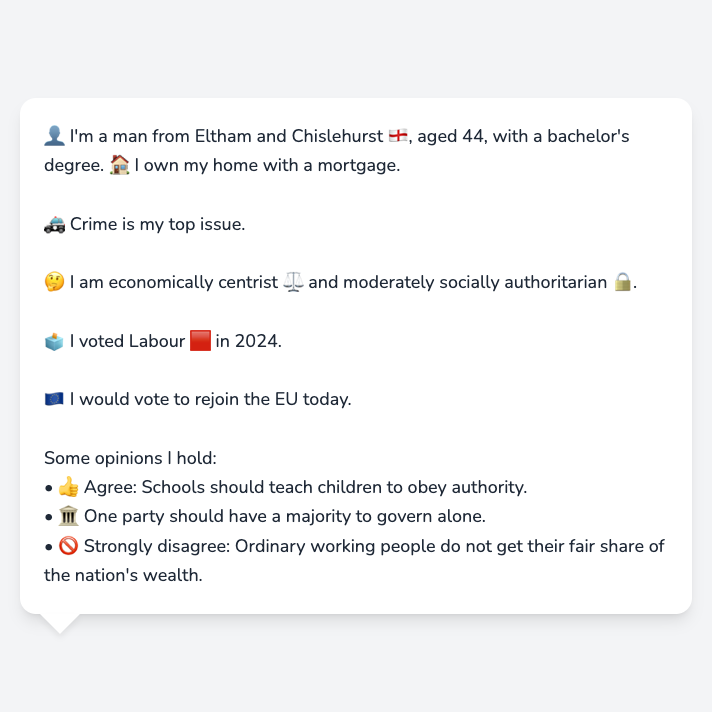 👤 I'm a man from Eltham and Chislehurst 🏴󠁧󠁢󠁥󠁮󠁧󠁿, aged 44, with a bachelor's
degree. 🏠 I own my home with a mortgage.
🚓 Crime is my top issue.
🤔 I am economically centrist ⚖️ and moderately socially authoritarian 🔒.
🗳️ I voted Labour 🟥 in 2024.
🇪🇺 I would vote to rejoin the EU today.
Some opinions I hold:
• 👍 Agree: Schools should teach children to obey authority.
• 🏛️ One party should have a majority to govern alone.
• 🚫 Strongly disagree: Ordinary working people do not get their fair share of
the nation's wealth.